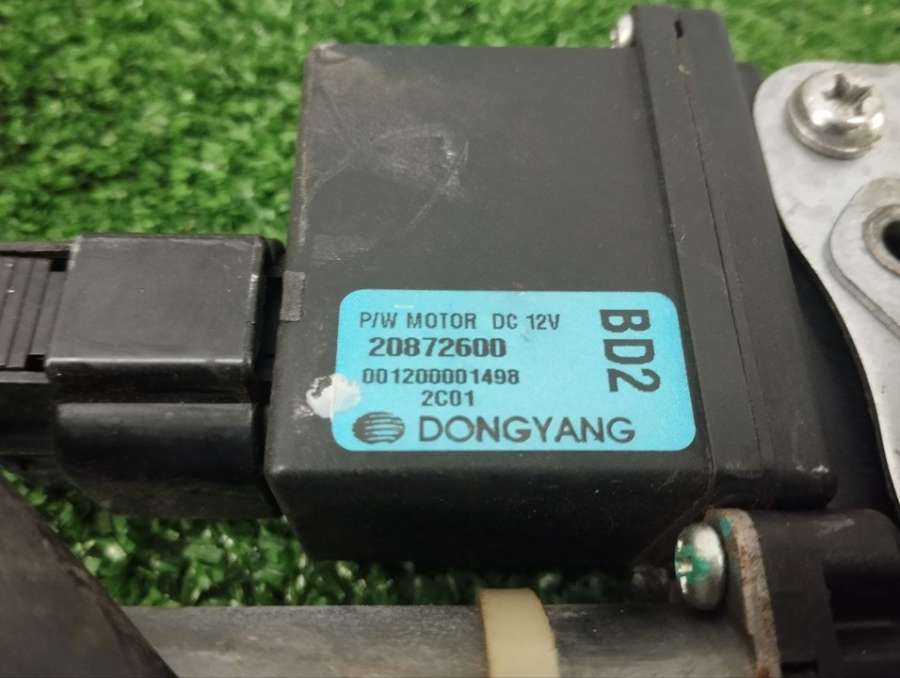 P/W MOTOR DC 12V
20872600
001200001498
2C01
DONGYANG
BD2